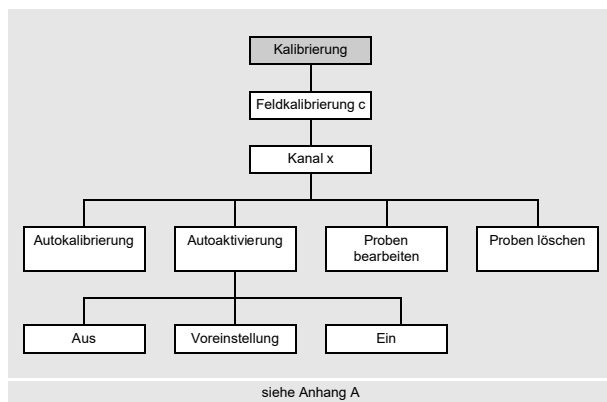 Kalibrierung
Feldkalibrierung c
Kanal x
Autokalibrierung
Autoaktivierung
Proben
bearbeiten
Proben löschen
Aus
Voreinstellung
Ein
siehe Anhang A